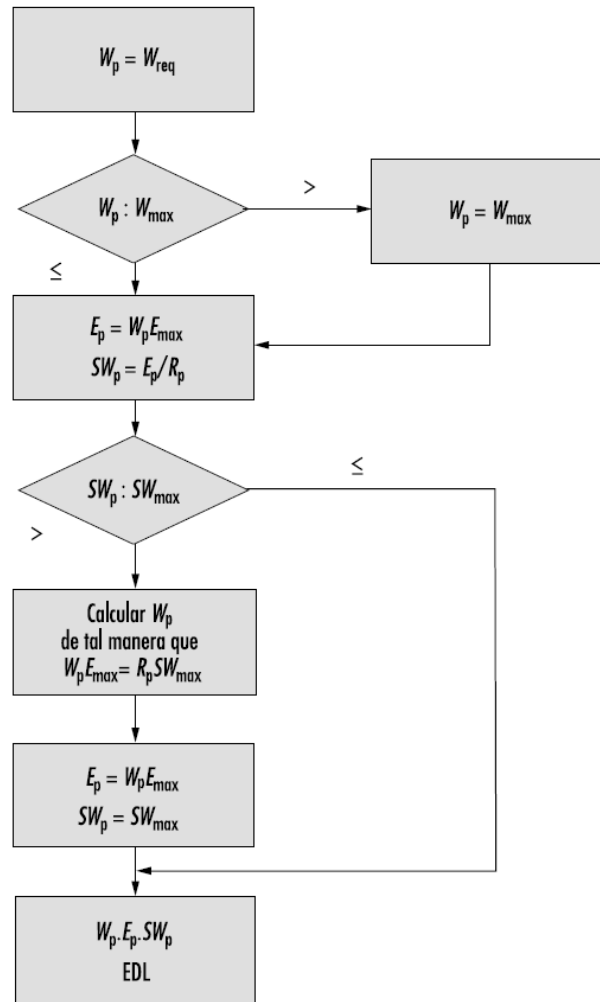 Wp = Wreq
Wp : Wmax
>
Wp = Wmax
≤
Ep = WpEmax
SWp = Ep/Rp
SWp : SWmax
≤
>
Calcular Wp
de tal manera que
WpEmax= RpSWmax
Ep = WpEmax
SWp = SWmax
Wp.Ep.SWp
EDL